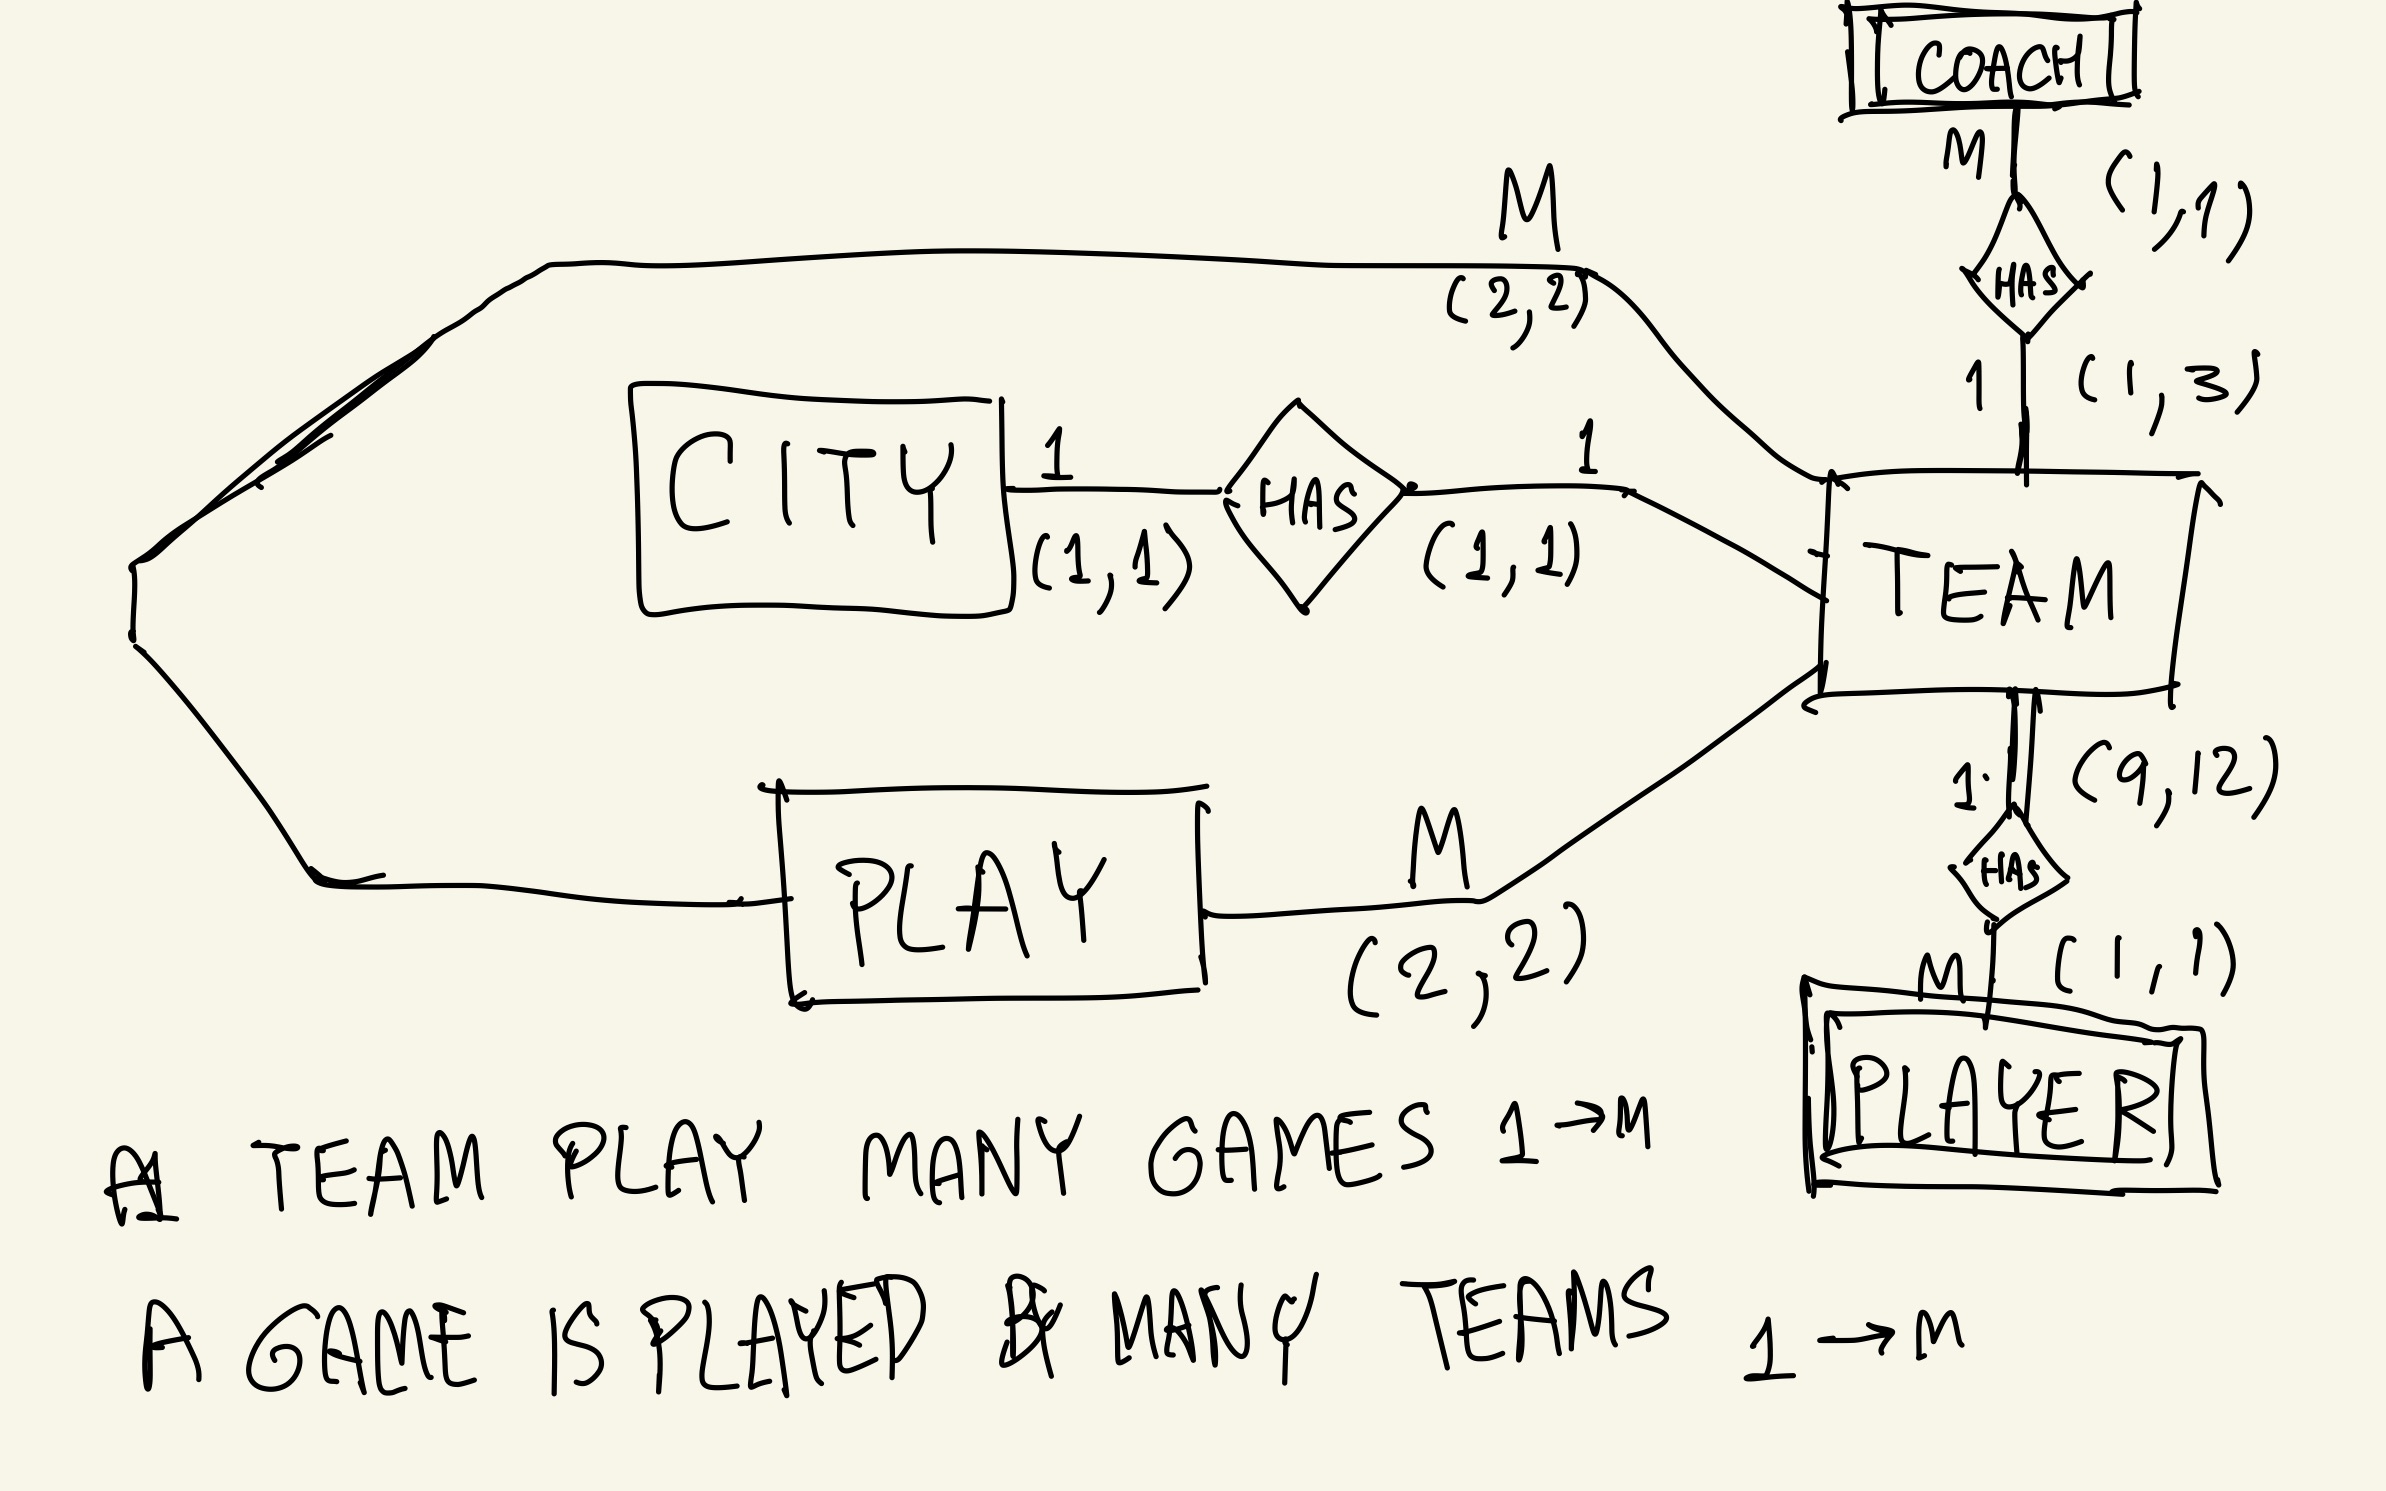 COACH
M (1,1)
HAS
1 (1,3)
M
(2,2)
CITY 1 HAS 1 TEAM
(1,1) (1,1)
1 (9,12)
HAS
M (1,1)
PLAY M
(2,2)
PLAYER
A TEAM PLAY MANY GAMES 1→M
A GAME IS PLAYED MANY TEAMS 1→M